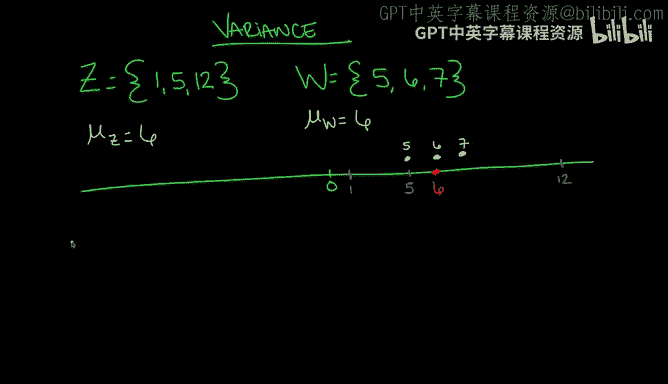 GPT中英字幕课程资源@bilibili.com
GPT中英字幕课程资源 bilibili
VARIANCE
Z = {1, 5, 12} W = {5, 6, 7}
μ_Z = 6 μ_W = 6
5 6 7
0 1 5 6 12